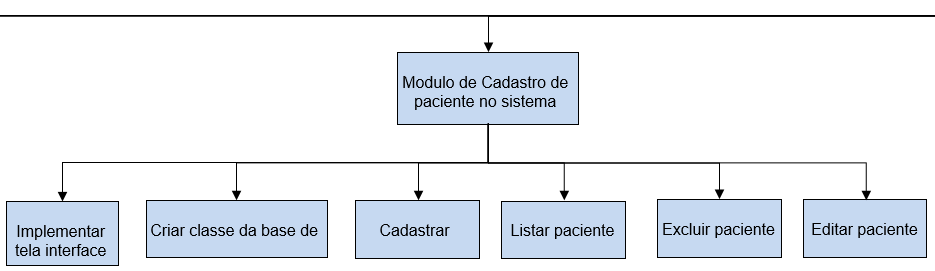 Modulo de Cadastro de
paciente no sistema
Implementar
tela interface
Criar classe da base de
Cadastrar
Listar paciente
Excluir paciente
Editar paciente